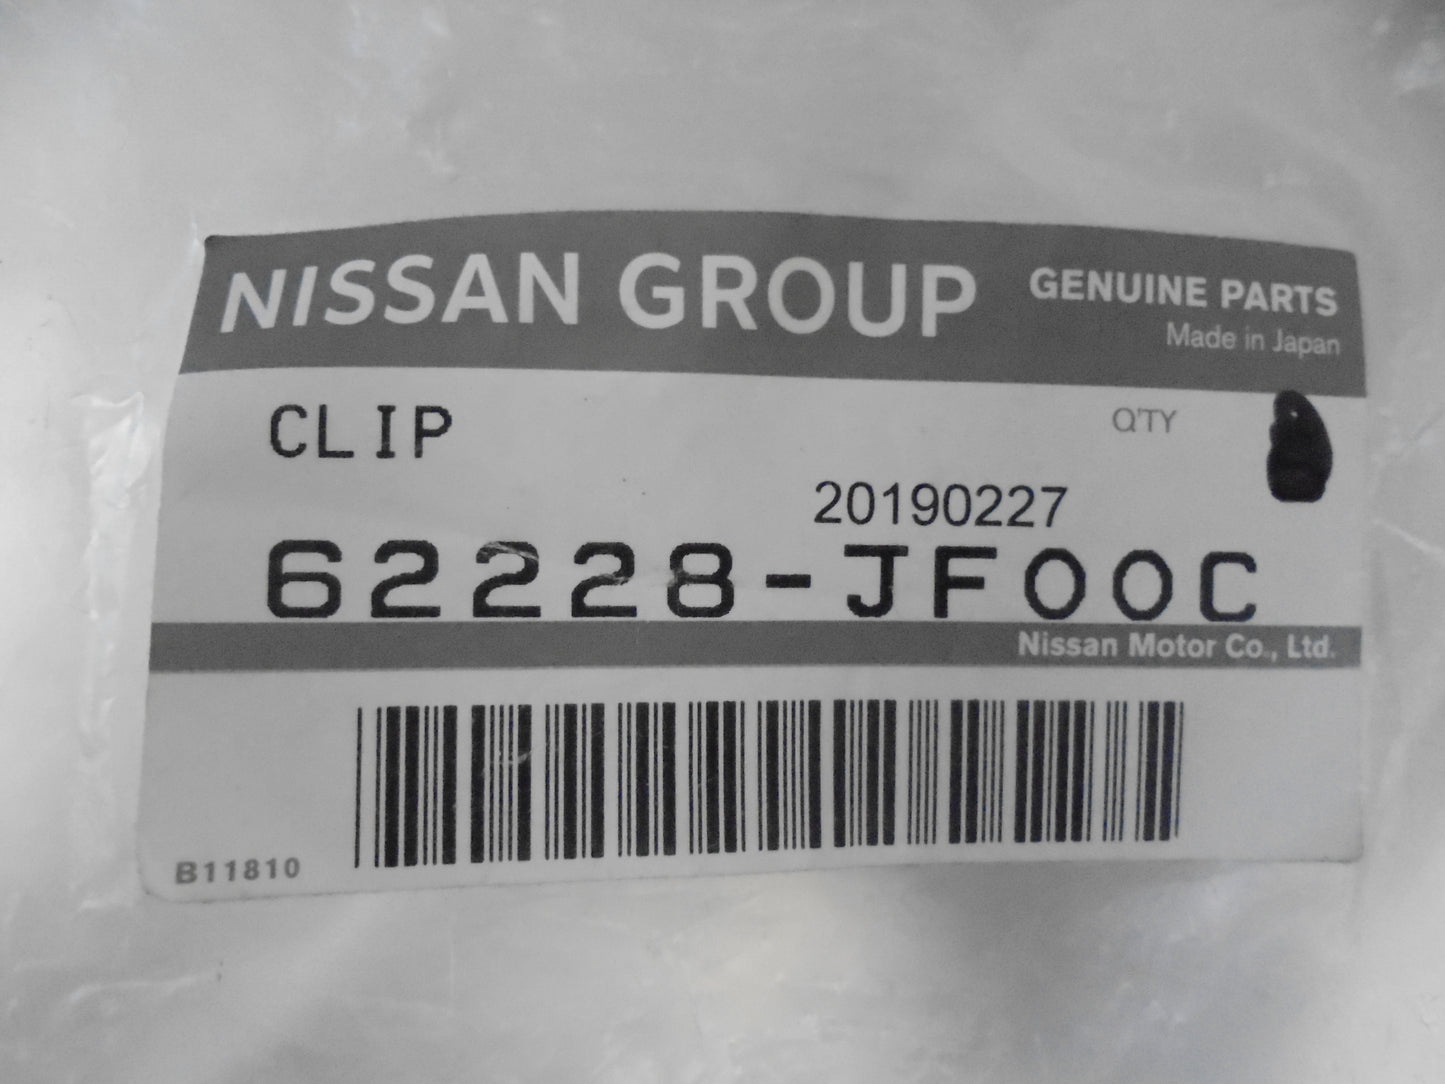 NISSAN GROUP GENUINE PARTS
Made in Japan
CLIP Q'TY
20190227
62228-JF00C
Nissan Motor Co., Ltd.
B11810